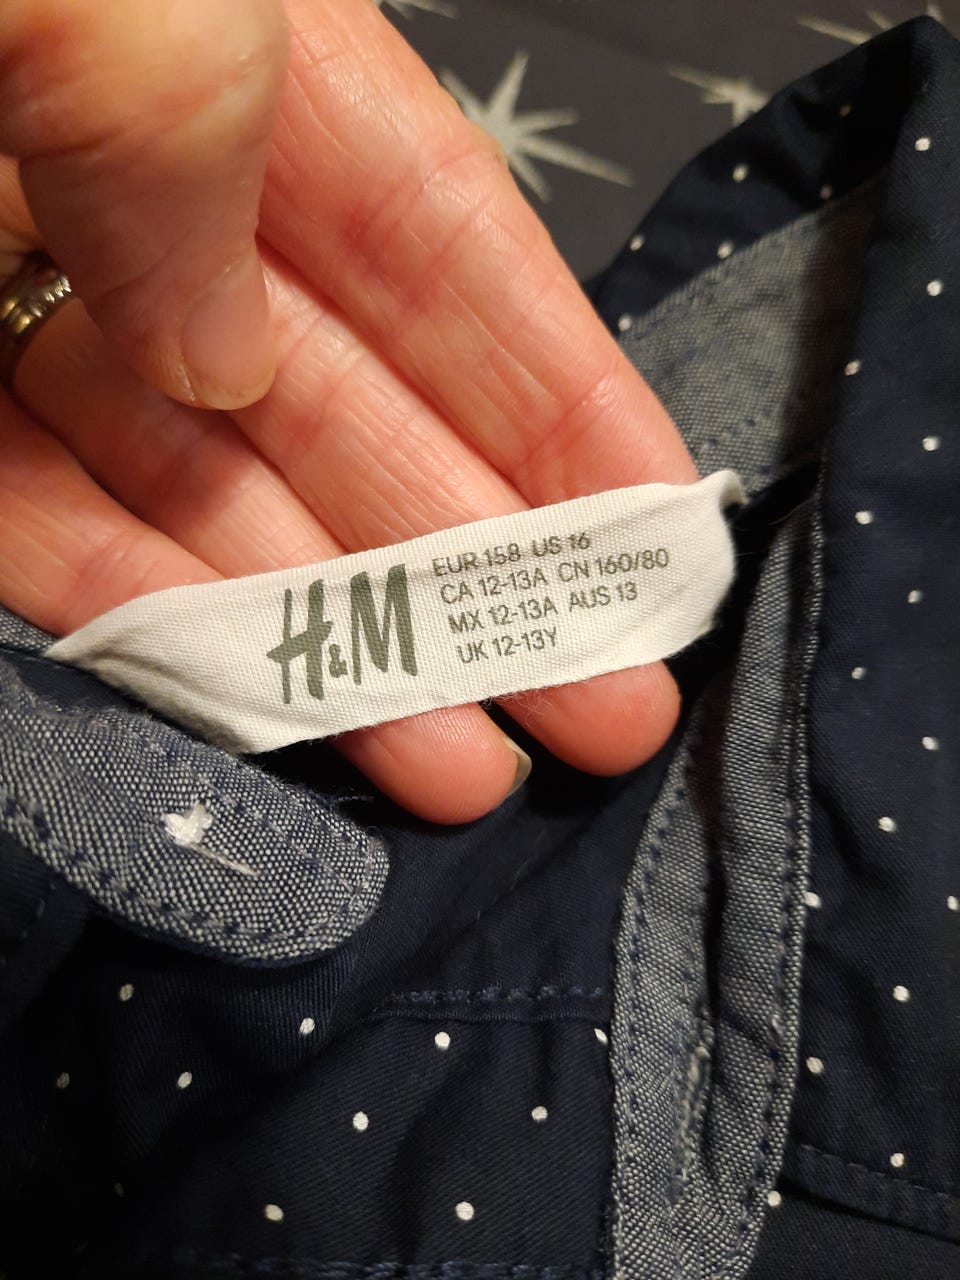 H&M
EUR 158 US 16
CA 12-13A CN 160/80
MX 12-13A AUS 13
UK 12-13Y